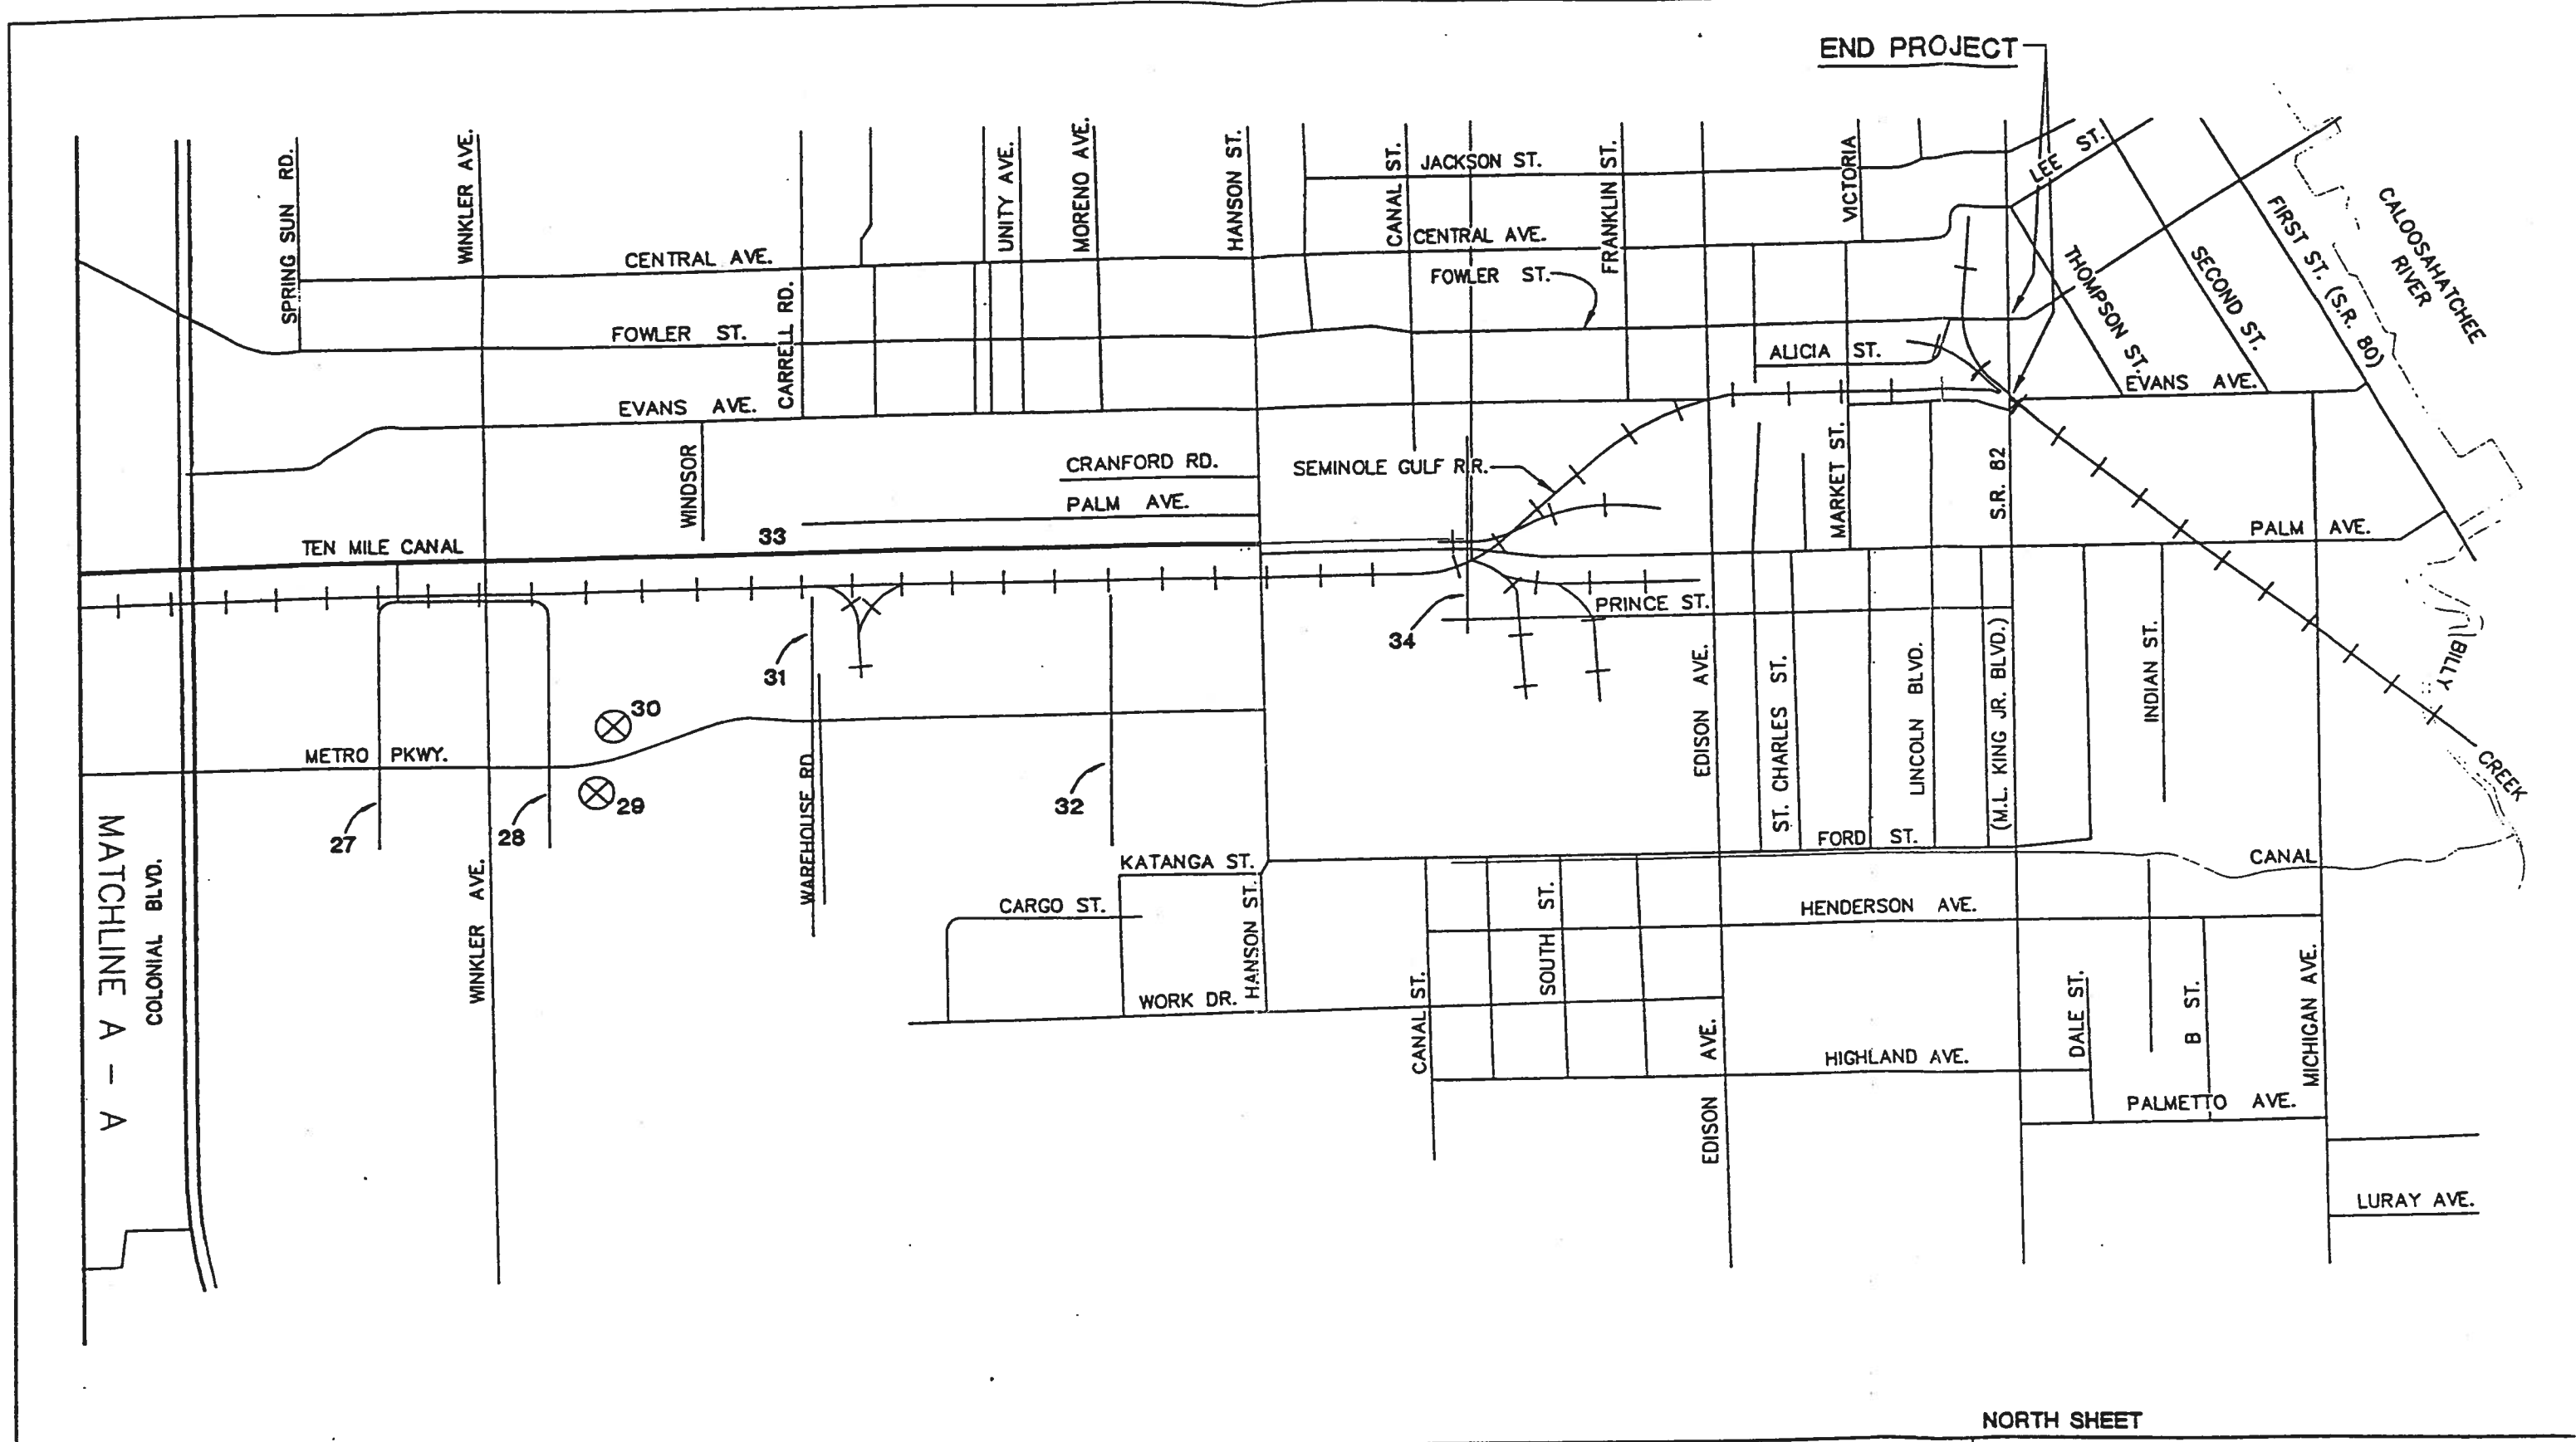 END PROJECT
SPRING SUN RD.
WINKLER AVE.
UNITY AVE.
MORENO AVE.
HANSON ST.
CANAL ST.
JACKSON ST.
FRANKLIN ST.
VICTORIA
LEE ST.
CENTRAL AVE.
CENTRAL AVE.
FOWLER ST.
FOWLER ST.
CARRELL RD.
ALICIA ST.
THOMPSON ST.
SECOND ST.
FIRST ST. (S.R. 80)
CALOOSAHATCHEE
RIVER
EVANS AVE.
EVANS AVE.
WINDSOR
CRANFORD RD.
PALM AVE.
SEMINOLE GULF R.R.
MARKET ST.
S.R. 82
PALM AVE.
TEN MILE CANAL
33
34
PRINCE ST.
31
30
METRO PKWY.
29
27
28
32
WAREHOUSE RD.
EDISON AVE.
ST. CHARLES ST.
LINCOLN BLVD.
(M.L. KING JR. BLVD.)
INDIAN ST.
BILLY
CREEK
FORD ST.
CANAL
MATCHLINE A - A
COLONIAL BLVD.
WINKLER AVE.
KATANGA ST.
CARGO ST.
HANSON ST.
WORK DR.
CANAL ST.
SOUTH ST.
HENDERSON AVE.
EDISON AVE.
HIGHLAND AVE.
DALE ST.
B ST.
MICHIGAN AVE.
PALMETTO AVE.
LURAY AVE.
NORTH SHEET